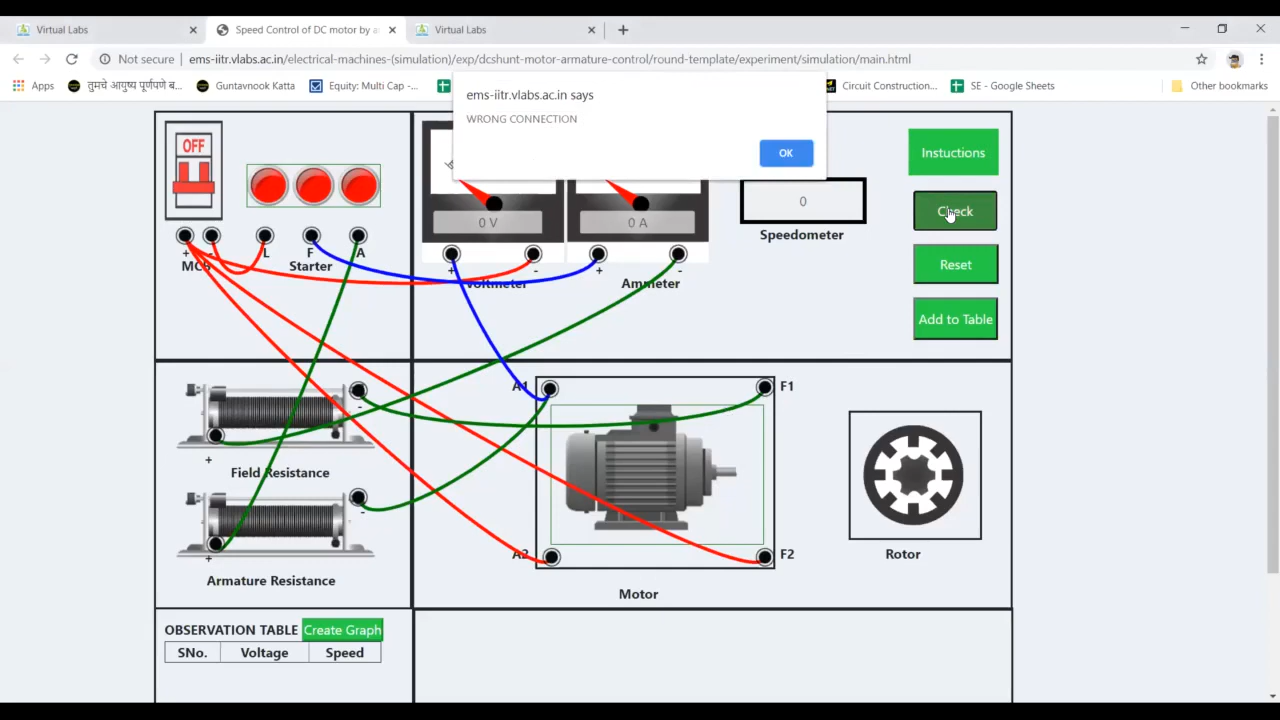 Virtual Labs
Speed Control of DC motor by a
Virtual Labs
Not secure
ems-iitr.vlabs.ac.in/electrical-machines-(simulation)/exp/dcshunt-motor-armature-control/round-template/experiment/simulation/main.html
Apps
तुमचे आयुष्य पूर्णपणे ब...
Guntavnook Katta
Equity: Multi Cap -...
Circuit Construction...
SE - Google Sheets
Other bookmarks
ems-iitr.vlabs.ac.in says
WRONG CONNECTION
OK
OFF
0 V
0 A
0
Speedometer
Instuctions
Check
Reset
Add to Table
+ - L F A
MCB
Starter
+ -
Voltmeter
+ -
Ammeter
A1
F1
-
+
Field Resistance
-
+
Armature Resistance
A2
F2
Motor
Rotor
OBSERVATION TABLE
Create Graph
SNo. Voltage Speed